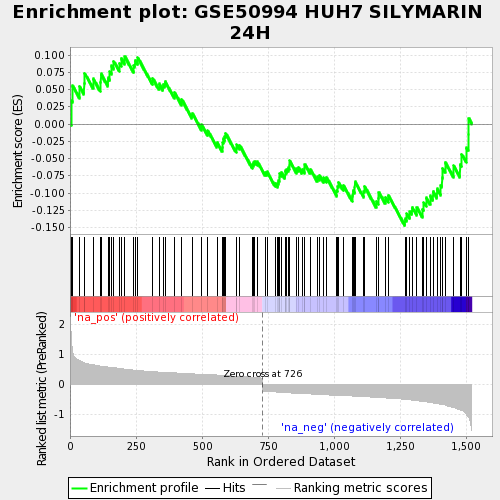 Enrichment plot: GSE50994 HUH7 SILYMARIN
24H
Enrichment score (ES)
0.100
0.075
0.050
0.025
0.000
-0.025
-0.050
-0.075
-0.100
-0.125
-0.150
'na_pos' (positively correlated)
Ranked list metric (PreRanked)
2
1
0
-1
Zero cross at 726
'na_neg' (negatively correlated)
0
250
500
750
1,000
1,250
1,500
Rank in Ordered Dataset
Enrichment profile
Hits
Ranking metric scores